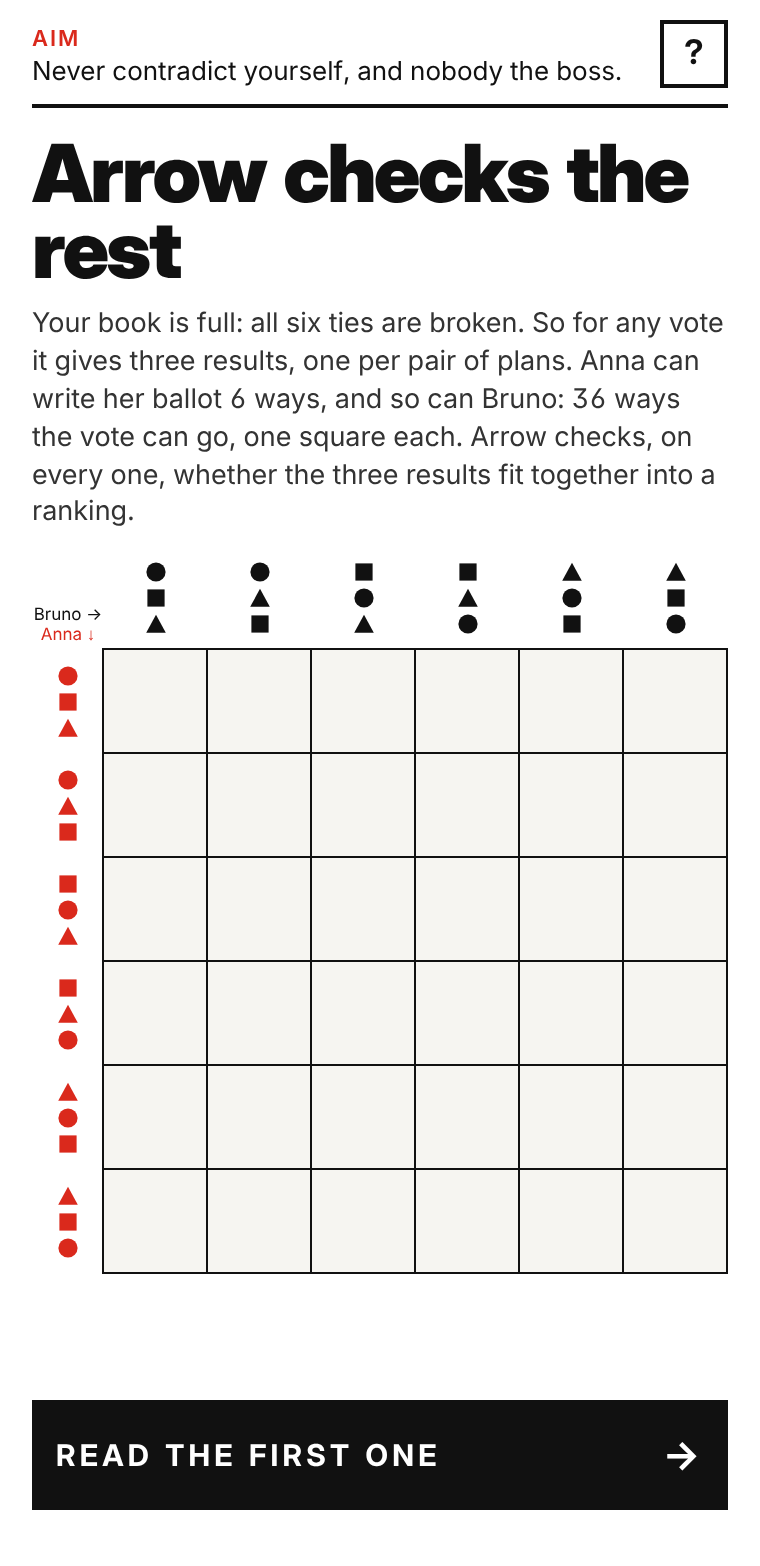 AIM
Never contradict yourself, and nobody the boss.
?
Arrow checks the
rest
Your book is full: all six ties are broken. So for any vote
it gives three results, one per pair of plans. Anna can
write her ballot 6 ways, and so can Bruno: 36 ways
the vote can go, one square each. Arrow checks, on
every one, whether the three results fit together into a
ranking.
Bruno →
Anna ↓
READ THE FIRST ONE →